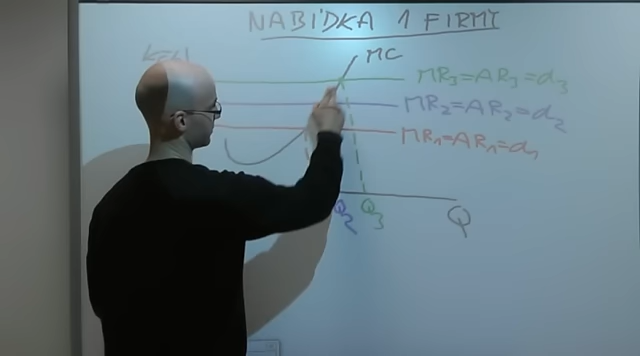 NABÍDKA 1 FIRMY
MC
MR3=AR3=d3
MR2=AR2=d2
MR1=AR1=d1
Q2 Q3 Q